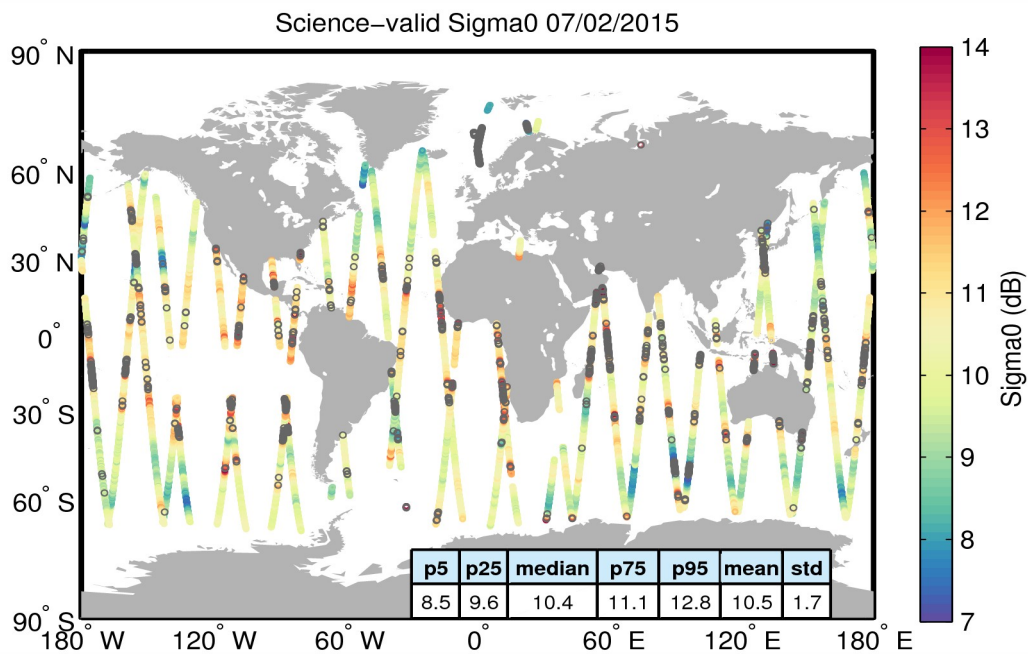 Science−valid Sigma0 07/02/2015
90° N
60° N
30° N
0°
30° S
60° S
90° S
180° W
120° W
60° W
0°
60° E
120° E
180° E
p5 p25 median p75 p95 mean std
8.5 9.6 10.4 11.1 12.8 10.5 1.7
14
13
12
11
10
9
8
7
Sigma0 (dB)